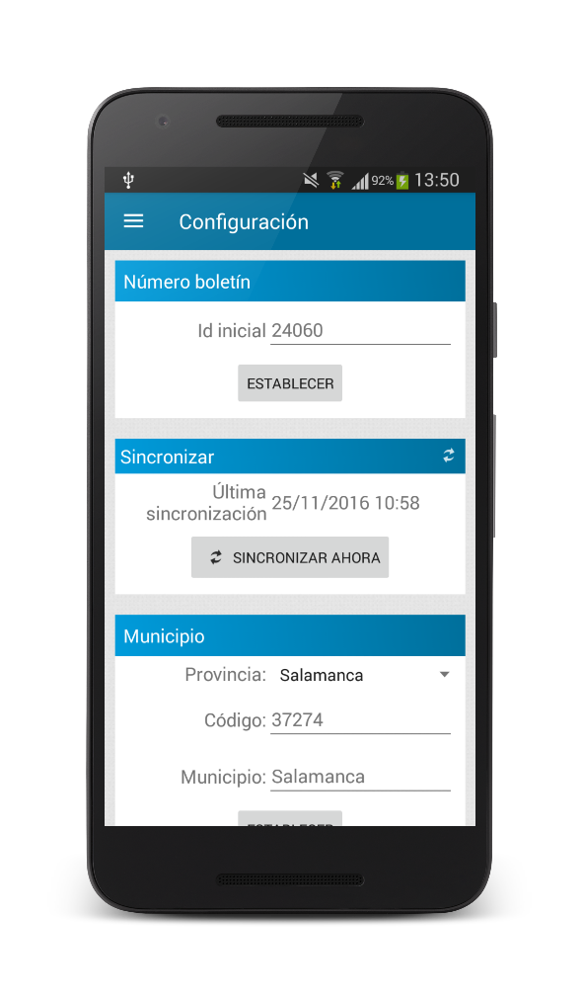 92% 13:50
Configuración
Número boletín
Id inicial 24060
ESTABLECER
Sincronizar
Última
sincronización 25/11/2016 10:58
SINCRONIZAR AHORA
Municipio
Provincia: Salamanca
Código: 37274
Municipio: Salamanca
ESTABLECER